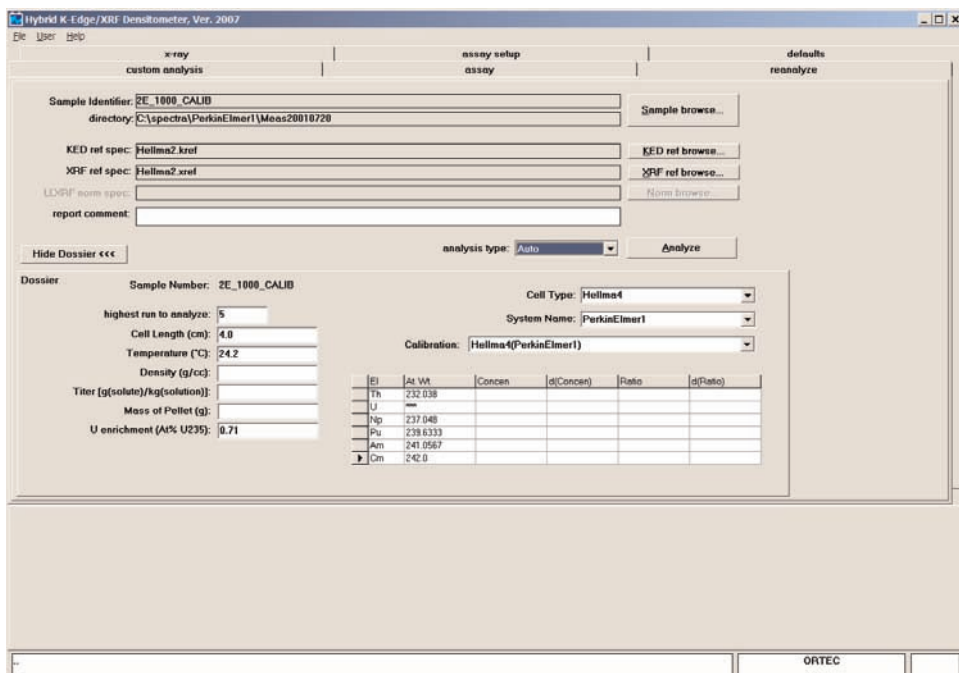 Hybrid K-Edge/XRF Densitometer, Ver. 2007
File User Help
x-ray assay setup defaults
custom analysis assay reanalyze
Sample Identifier: 2E_1000_CALIB
Sample browse...
directory: C:\spectra\PerkinElmer1\Meas20010720
KED ref spec: Hellma2.kref KED ref browse...
XRF ref spec: Hellma2.xref XRF ref browse...
norm spec: Norm browse...
report comment:
Hide Dossier <<< analysis type: Auto Analyze
Dossier
Sample Number: 2E_1000_CALIB
highest run to analyze: 5
Cell Length (cm): 4.0
Temperature (°C): 24.2
Density (g/cc):
Titer [g(solute)/kg(solution)]:
Mass of Pellet (g):
U enrichment (At% U235): 0.71
Cell Type: Hellma4
System Name: PerkinElmer1
Calibration: Hellma4(PerkinElmer1)
El At. Wt Concen d(Concen) Ratio d(Ratio)
Th 232.038
U ***
Np 237.048
Pu 239.6333
Am 241.0567
Cm 242.0
ORTEC